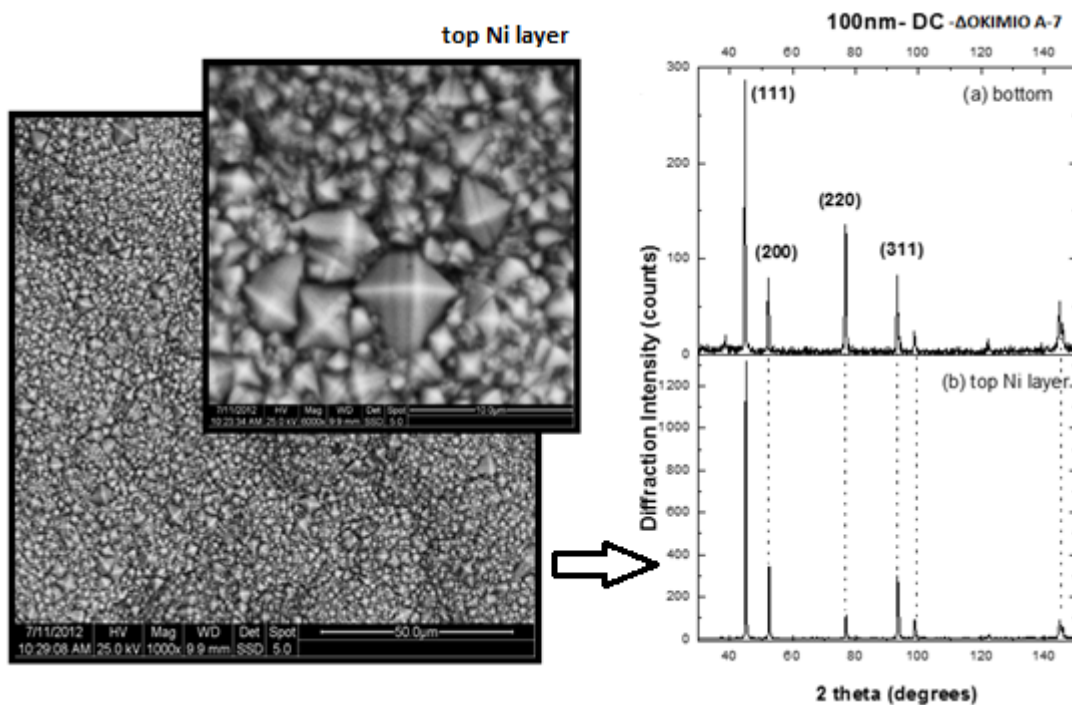 top Ni layer
7/11/2012 HV Mag WD Det Spot 10.0µm
10:23:34 AM 25.0 kV 6000x 9.9 mm SSD 5.0
7/11/2012 HV Mag WD Det Spot 50.0µm
10:29:08 AM 25.0 kV 1000x 9.9 mm SSD 5.0
100nm- DC -ΔΟΚΙΜΙΟ Α-7
40 60 80 100 120 140
300
200
100
0
(a) bottom
(111)
(200)
(220)
(311)
Diffraction Intensity (counts)
(b) top Ni layer
1200
1000
800
600
400
200
0
40 60 80 100 120 140
2 theta (degrees)